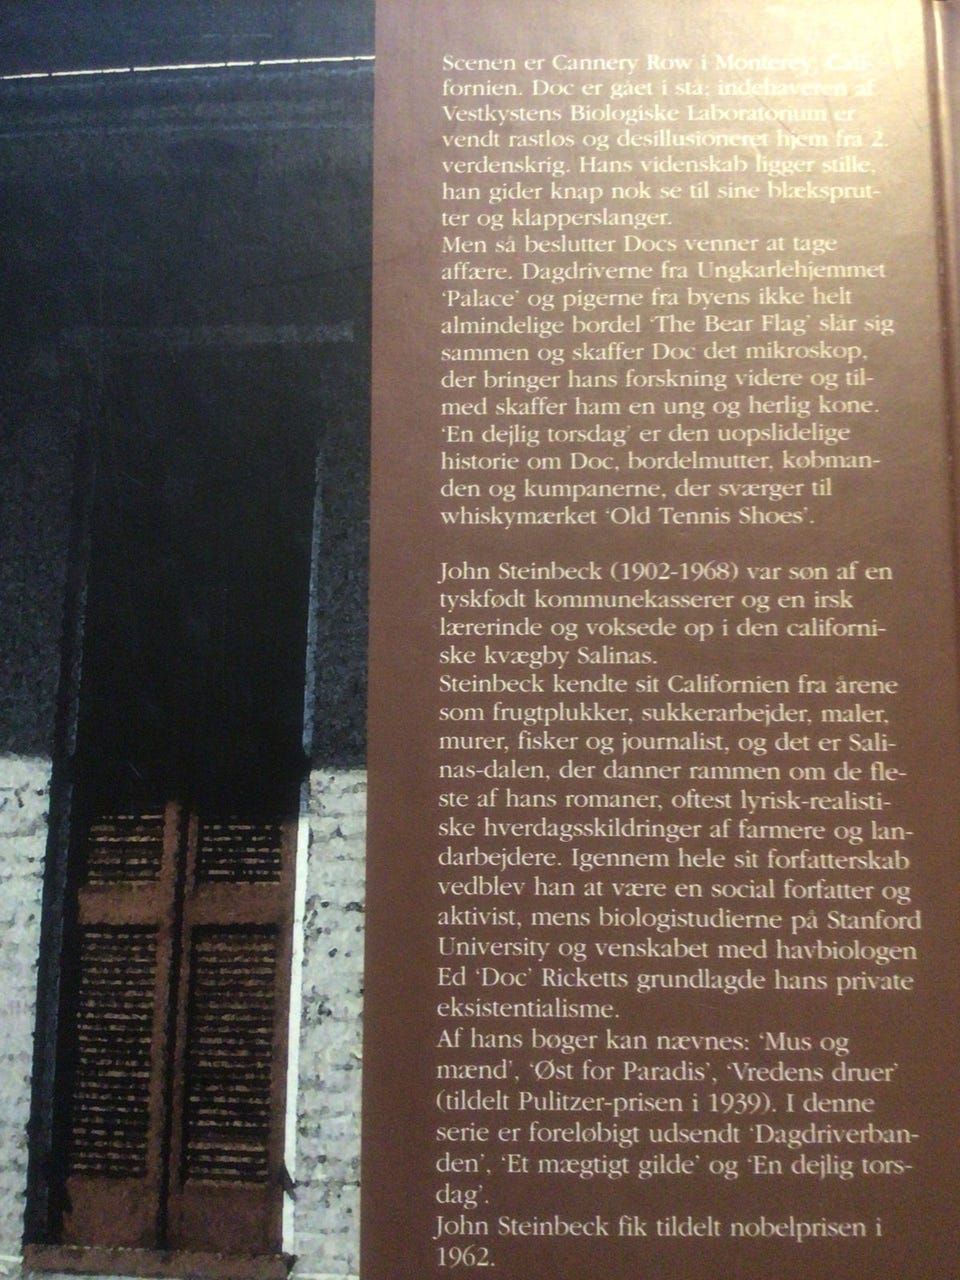 Scenen er Cannery Row i Monterey, Cali-
fornien. Doc er gået i stå; indehaveren af
Vestkystens Biologiske Laboratorium er
vendt rastløs og desillusioneret hjem fra 2.
verdenskrig. Hans videnskab ligger stille,
han gider knap nok se til sine blæksprut-
ter og klapperslanger.
Men så beslutter Docs venner at tage
affære. Dagdriverne fra Ungkarlehjemmet
‘Palace’ og pigerne fra byens ikke helt
almindelige bordel ‘The Bear Flag’ slår sig
sammen og skaffer Doc det mikroskop,
der bringer hans forskning videre og til-
med skaffer ham en ung og herlig kone.
‘En dejlig torsdag’ er den uopslidelige
historie om Doc, bordelmutter, købman-
den og kumpanerne, der sværger til
whiskymærket ‘Old Tennis Shoes’.
John Steinbeck (1902-1968) var søn af en
tyskfødt kommunekasserer og en irsk
lærerinde og voksede op i den californi-
ske kvægby Salinas.
Steinbeck kendte sit Californien fra årene
som frugtplukker, sukkerarbejder, maler,
murer, fisker og journalist, og det er Sali-
nas-dalen, der danner rammen om de fle-
ste af hans romaner, oftest lyrisk-realisti-
ske hverdagsskildringer af farmere og lan-
darbejdere. Igennem hele sit forfatterskab
vedblev han at være en social forfatter og
aktivist, mens biologistudierne på Stanford
University og venskabet med havbiologen
Ed ‘Doc’ Ricketts grundlagde hans private
eksistentialisme.
Af hans bøger kan nævnes: ‘Mus og
mænd’, ‘Øst for Paradis’, ‘Vredens druer’
(tildelt Pulitzer-prisen i 1939). I denne
serie er foreløbigt udsendt ‘Dagdriverban-
den’, ‘Et mægtigt gilde’ og ‘En dejlig tors-
dag’.
John Steinbeck fik tildelt nobelprisen i
1962.